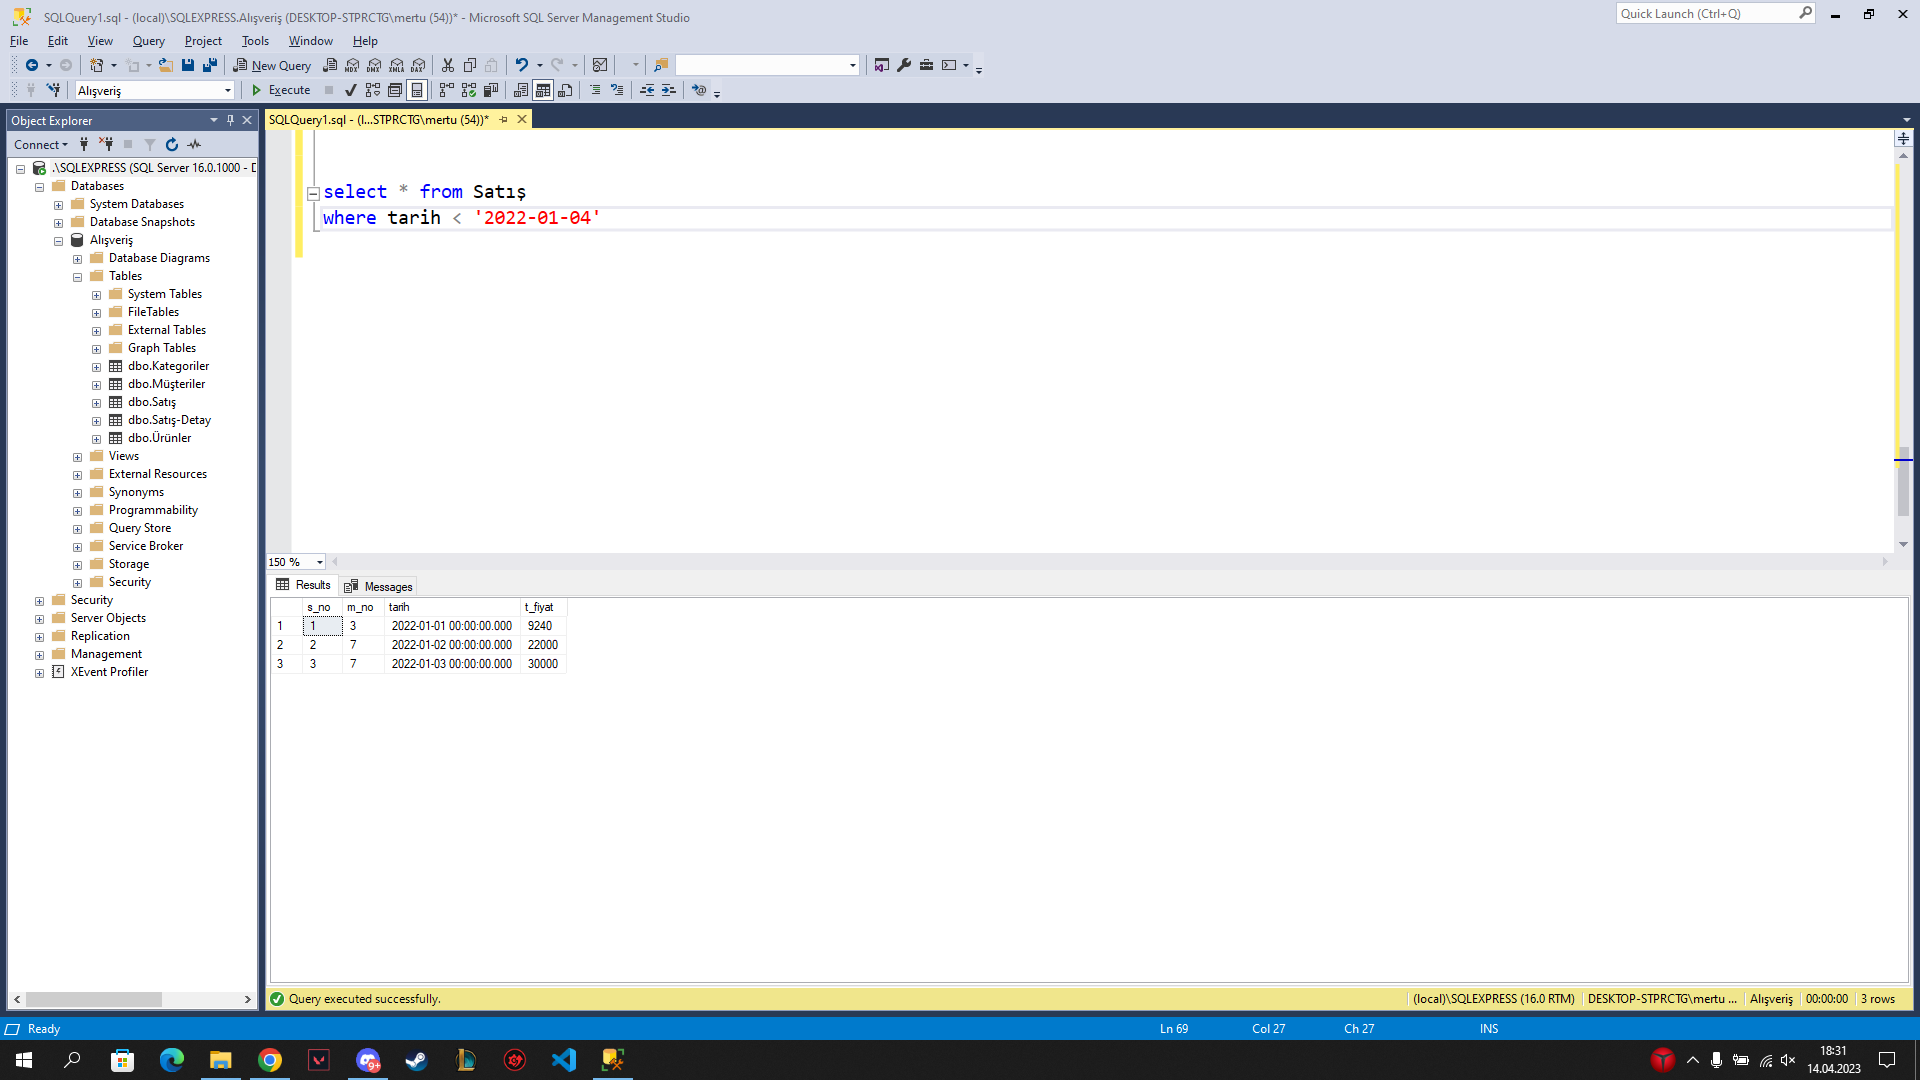 SQLQuery1.sql - (local)\SQLEXPRESS.Alışveriş (DESKTOP-STPRCTG\mertu (54))* - Microsoft SQL Server Management Studio
Quick Launch (Ctrl+Q)
File Edit View Query Project Tools Window Help
New Query
MDX DMX XMLA DAX
Alışveriş
Execute
Object Explorer
Connect
.\SQLEXPRESS (SQL Server 16.0.1000 - D
Databases
System Databases
Database Snapshots
Alışveriş
Database Diagrams
Tables
System Tables
FileTables
External Tables
Graph Tables
dbo.Kategoriler
dbo.Müşteriler
dbo.Satış
dbo.Satış-Detay
dbo.Ürünler
Views
External Resources
Synonyms
Programmability
Query Store
Service Broker
Storage
Security
Security
Server Objects
Replication
Management
XEvent Profiler
SQLQuery1.sql - (l...STPRCTG\mertu (54))*
select * from Satış
where tarih < '2022-01-04'
150 %
Results Messages
s_no m_no tarih t_fiyat
1 1 3 2022-01-01 00:00:00.000 9240
2 2 7 2022-01-02 00:00:00.000 22000
3 3 7 2022-01-03 00:00:00.000 30000
Query executed successfully.
(local)\SQLEXPRESS (16.0 RTM) DESKTOP-STPRCTG\mertu ... Alışveriş 00:00:00 3 rows
Ready
Ln 69 Col 27 Ch 27 INS
9+
18:31
14.04.2023